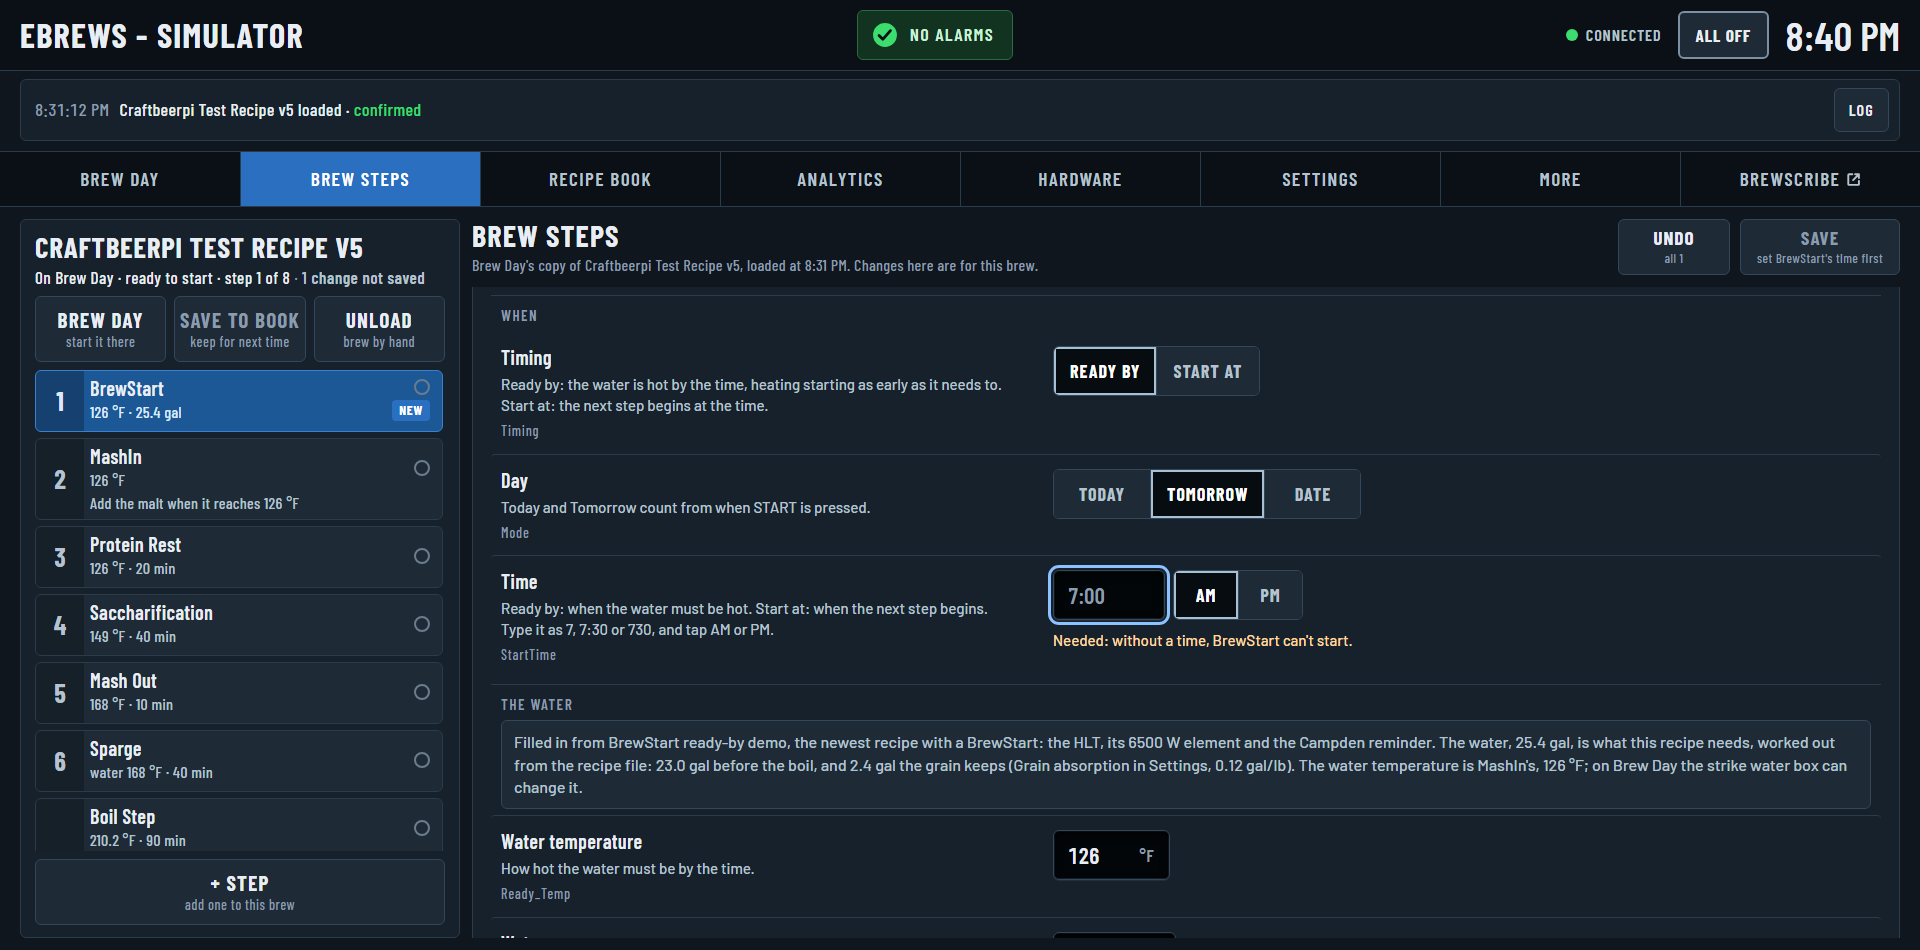 EBREWS - SIMULATOR
NO ALARMS
CONNECTED
ALL OFF
8:40 PM
8:31:12 PM Craftbeerpi Test Recipe v5 loaded · confirmed
LOG
BREW DAY
BREW STEPS
RECIPE BOOK
ANALYTICS
HARDWARE
SETTINGS
MORE
BREWSCRIBE
CRAFTBEERPI TEST RECIPE V5
On Brew Day · ready to start · step 1 of 8 · 1 change not saved
BREW DAY
start it there
SAVE TO BOOK
keep for next time
UNLOAD
brew by hand
1
BrewStart
126 °F · 25.4 gal
NEW
2
MashIn
126 °F
Add the malt when it reaches 126 °F
3
Protein Rest
126 °F · 20 min
4
Saccharification
149 °F · 40 min
5
Mash Out
168 °F · 10 min
6
Sparge
water 168 °F · 40 min
Boil Step
210.2 °F · 90 min
+ STEP
add one to this brew
BREW STEPS
Brew Day's copy of Craftbeerpi Test Recipe v5, loaded at 8:31 PM. Changes here are for this brew.
UNDO
all 1
SAVE
set BrewStart's time first
WHEN
Timing
Ready by: the water is hot by the time, heating starting as early as it needs to.
Start at: the next step begins at the time.
Timing
READY BY
START AT
Day
Today and Tomorrow count from when START is pressed.
Mode
TODAY
TOMORROW
DATE
Time
Ready by: when the water must be hot. Start at: when the next step begins.
Type it as 7, 7:30 or 730, and tap AM or PM.
StartTime
7:00
AM
PM
Needed: without a time, BrewStart can't start.
THE WATER
Filled in from BrewStart ready-by demo, the newest recipe with a BrewStart: the HLT, its 6500 W element and the Campden reminder. The water, 25.4 gal, is what this recipe needs, worked out
from the recipe file: 23.0 gal before the boil, and 2.4 gal the grain keeps (Grain absorption in Settings, 0.12 gal/lb). The water temperature is MashIn's, 126 °F; on Brew Day the strike water box can
change it.
Water temperature
How hot the water must be by the time.
Ready_Temp
126 °F